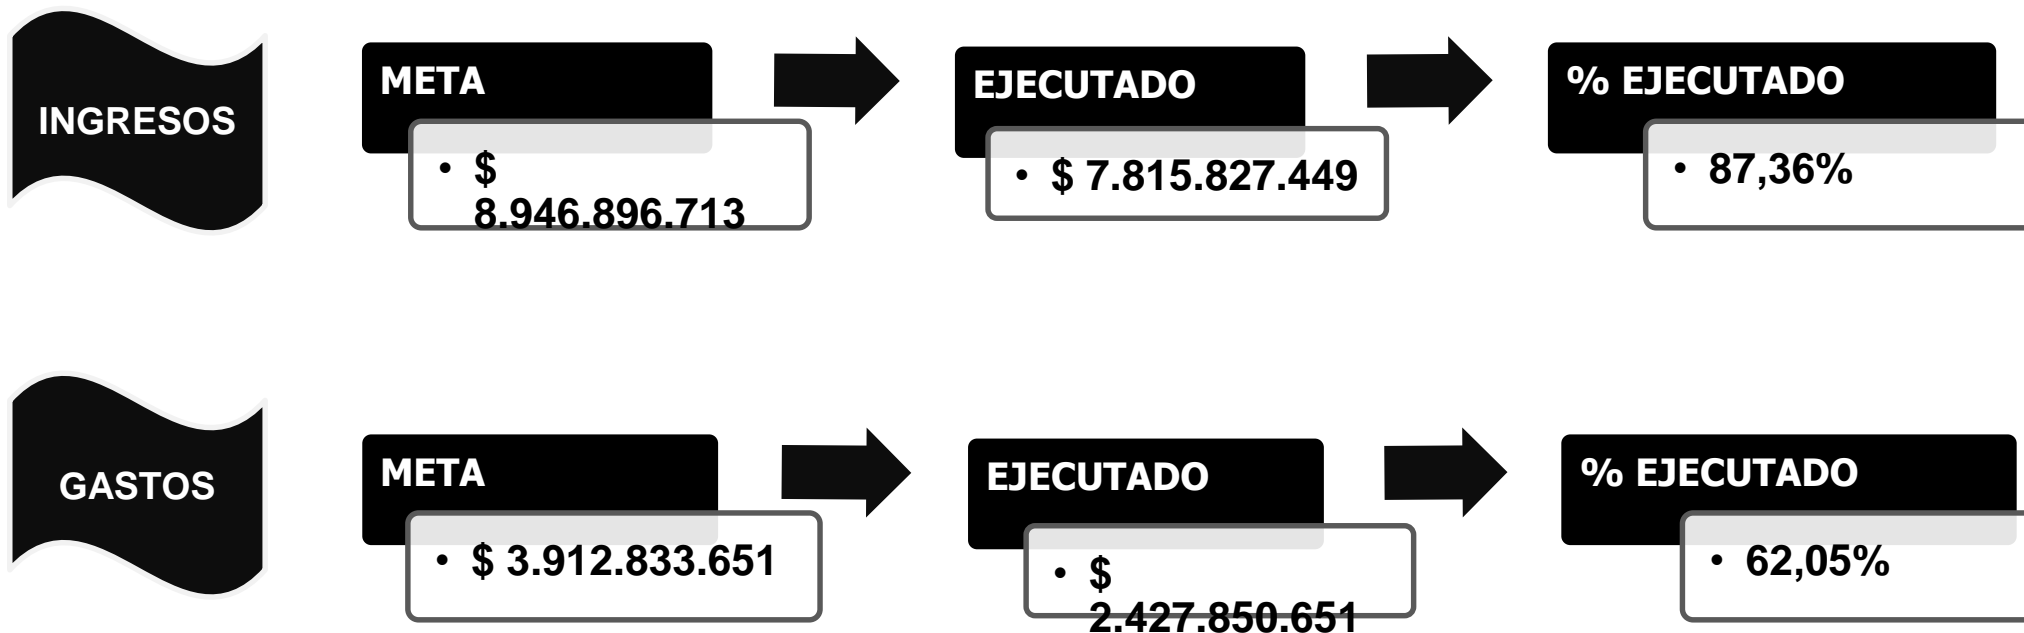 INGRESOS
META
• $
8.946.896.713
EJECUTADO
• $ 7.815.827.449
% EJECUTADO
• 87,36%
GASTOS
META
• $ 3.912.833.651
EJECUTADO
• $
2.427.850.651
% EJECUTADO
• 62,05%